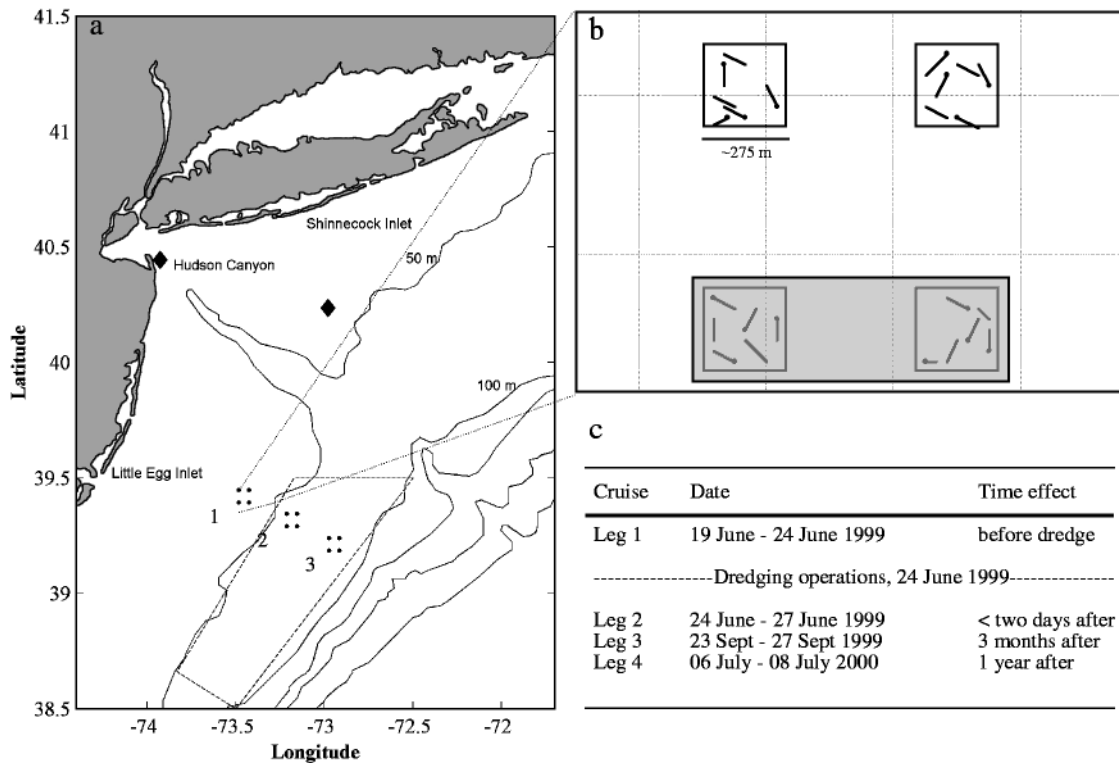 a
41.5
41
40.5
40
39.5
39
38.5
Latitude
-74
-73.5
-73
-72.5
-72
Longitude
Shinnecock Inlet
50 m
Hudson Canyon
100 m
Little Egg Inlet
1
2
3
b
~275 m
c
Cruise Date Time effect
Leg 1 19 June - 24 June 1999 before dredge
-----------------Dredging operations, 24 June 1999----------------
Leg 2 24 June - 27 June 1999 < two days after
Leg 3 23 Sept - 27 Sept 1999 3 months after
Leg 4 06 July - 08 July 2000 1 year after